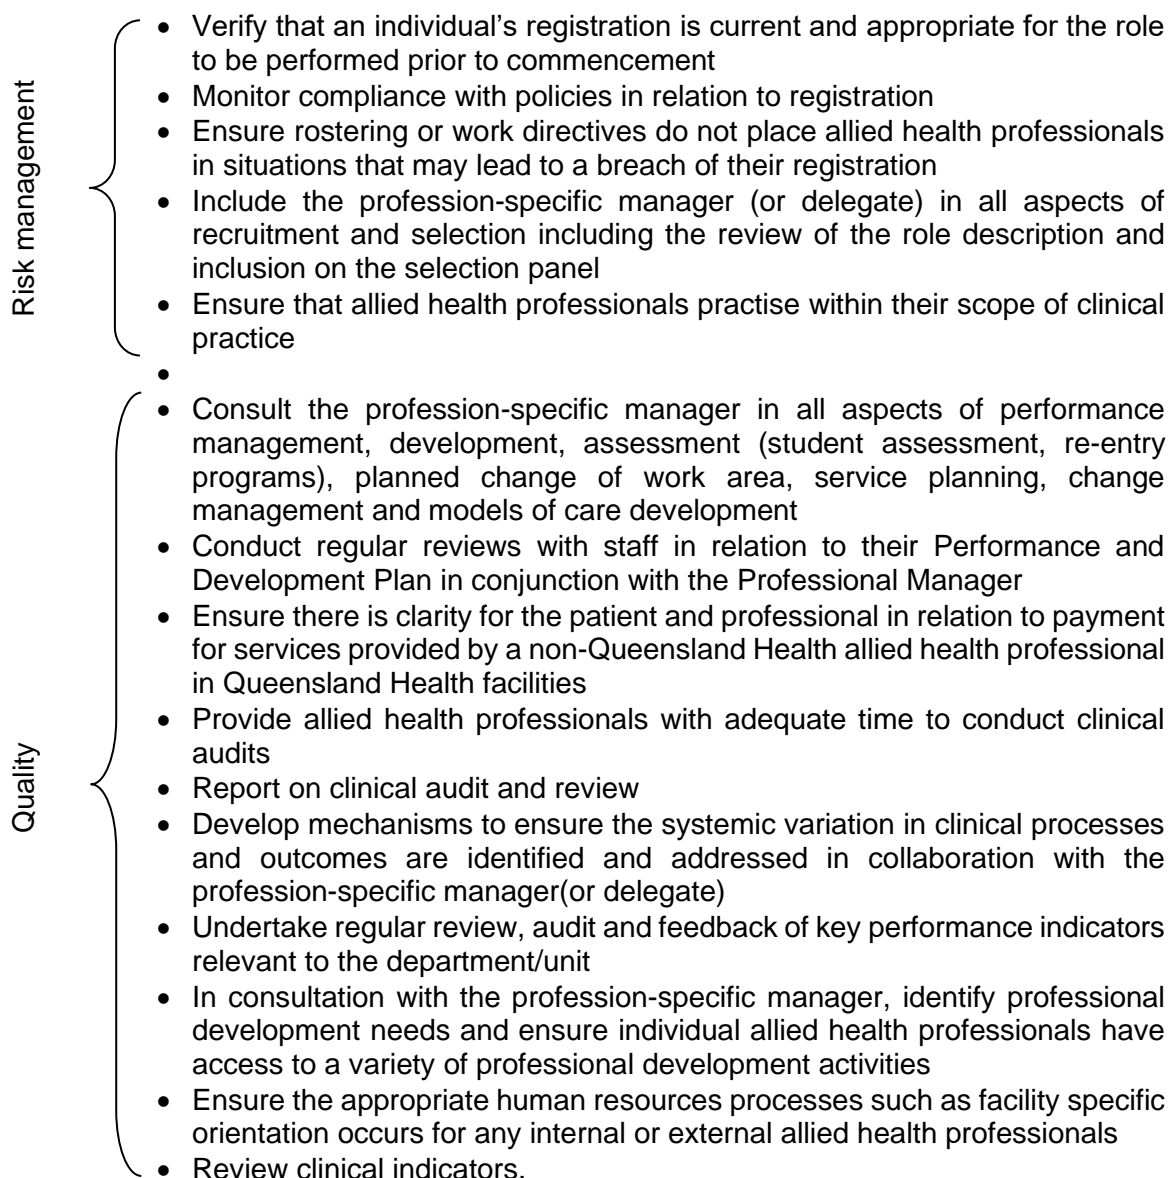 Risk management
• Verify that an individual’s registration is current and appropriate for the role
to be performed prior to commencement
• Monitor compliance with policies in relation to registration
• Ensure rostering or work directives do not place allied health professionals
in situations that may lead to a breach of their registration
• Include the profession-specific manager (or delegate) in all aspects of
recruitment and selection including the review of the role description and
inclusion on the selection panel
• Ensure that allied health professionals practise within their scope of clinical
practice
•
Quality
• Consult the profession-specific manager in all aspects of performance
management, development, assessment (student assessment, re-entry
programs), planned change of work area, service planning, change
management and models of care development
• Conduct regular reviews with staff in relation to their Performance and
Development Plan in conjunction with the Professional Manager
• Ensure there is clarity for the patient and professional in relation to payment
for services provided by a non-Queensland Health allied health professional
in Queensland Health facilities
• Provide allied health professionals with adequate time to conduct clinical
audits
• Report on clinical audit and review
• Develop mechanisms to ensure the systemic variation in clinical processes
and outcomes are identified and addressed in collaboration with the
profession-specific manager(or delegate)
• Undertake regular review, audit and feedback of key performance indicators
relevant to the department/unit
• In consultation with the profession-specific manager, identify professional
development needs and ensure individual allied health professionals have
access to a variety of professional development activities
• Ensure the appropriate human resources processes such as facility specific
orientation occurs for any internal or external allied health professionals
• Review clinical indicators.